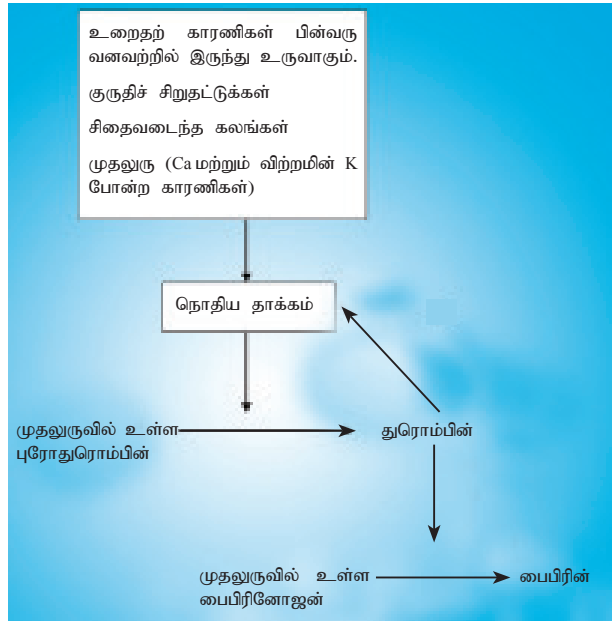 உறைதற் காரணிகள் பின்வரு
வனவற்றில் இருந்து உருவாகும்.
குருதிச் சிறுதட்டுக்கள்
சிதைவடைந்த கலங்கள்
முதலுரு (Ca மற்றும் விற்றமின் K
போன்ற காரணிகள்)
நொதிய தாக்கம்
முதலுருவில் உள்ள
புரோதுரொம்பின்
துரொம்பின்
முதலுருவில் உள்ள
பைபிரினோஜன்
பைபிரின்